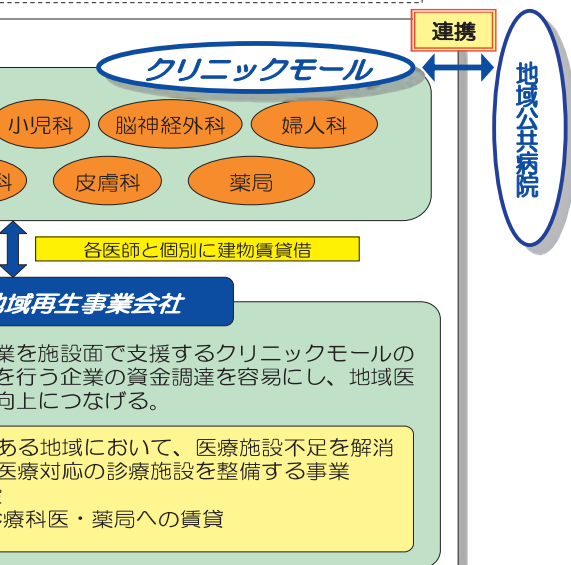 連携
クリニックモール
地域公共病院
小児科 脳神経外科 婦人科
科 皮膚科 薬局
各医師と個別に建物賃貸借
地域再生事業会社
業を施設面で支援するクリニックモールの
を行う企業の資金調達を容易にし、地域医
向上につなげる。
ある地域において、医療施設不足を解消
医療対応の診療施設を整備する事業
療科医・薬局への賃貸